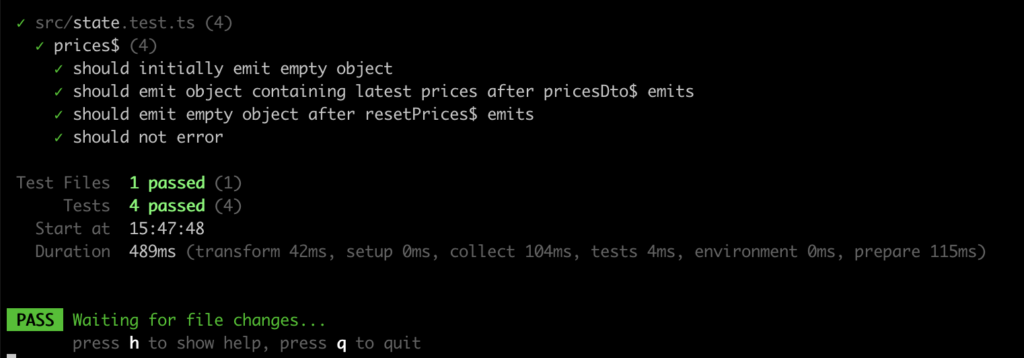 ✓ src/state.test.ts (4)
✓ prices$ (4)
✓ should initially emit empty object
✓ should emit object containing latest prices after pricesDto$ emits
✓ should emit empty object after resetPrices$ emits
✓ should not error
Test Files 1 passed (1)
Tests 4 passed (4)
Start at 15:47:48
Duration 489ms (transform 42ms, setup 0ms, collect 104ms, tests 4ms, environment 0ms, prepare 115ms)
PASS Waiting for file changes...
press h to show help, press q to quit